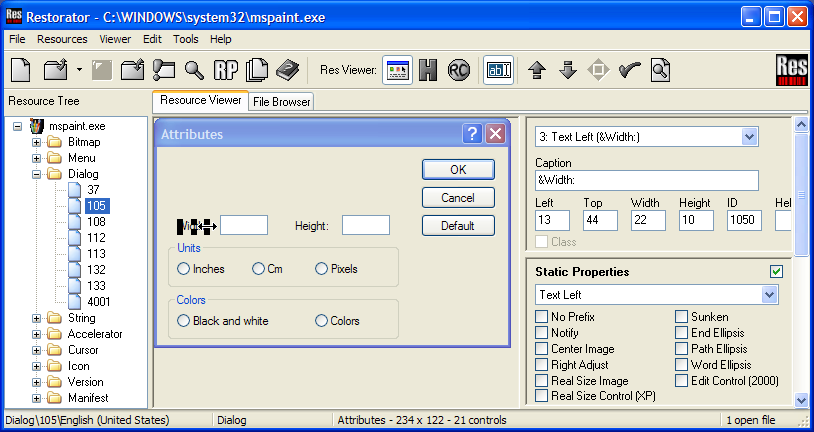 Restorator - C:\WINDOWS\system32\mspaint.exe
File Resources Viewer Edit Tools Help
RP Res Viewer: H RC ab Res
Resource Tree
Resource Viewer File Browser
mspaint.exe
Bitmap
Menu
Dialog
37
105
108
112
113
132
133
4001
String
Accelerator
Cursor
Icon
Version
Manifest
Attributes
OK
Cancel
Default
Height:
Units
Inches Cm Pixels
Colors
Black and white Colors
3: Text Left (&Width:)
Caption
&Width:
Left Top Width Height ID Hel
13 44 22 10 1050
Class
Static Properties
Text Left
No Prefix Sunken
Notify End Ellipsis
Center Image Path Ellipsis
Right Adjust Word Ellipsis
Real Size Image Edit Control (2000)
Real Size Control (XP)
Dialog\105\English (United States) Dialog Attributes - 234 x 122 - 21 controls 1 open file